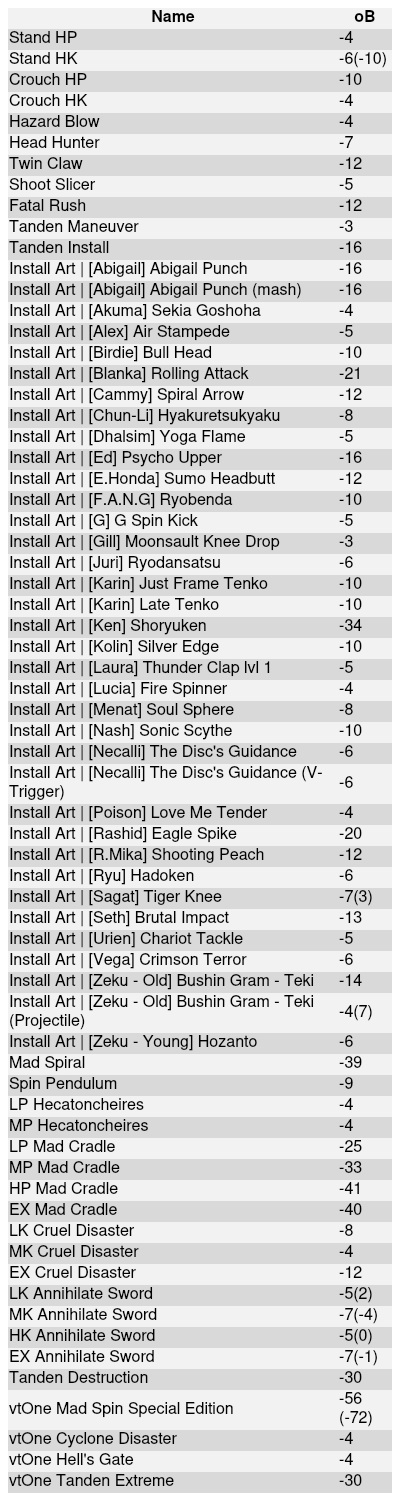 Name oB
Stand HP -4
Stand HK -6(-10)
Crouch HP -10
Crouch HK -4
Hazard Blow -4
Head Hunter -7
Twin Claw -12
Shoot Slicer -5
Fatal Rush -12
Tanden Maneuver -3
Tanden Install -16
Install Art | [Abigail] Abigail Punch -16
Install Art | [Abigail] Abigail Punch (mash) -16
Install Art | [Akuma] Sekia Goshoha -4
Install Art | [Alex] Air Stampede -5
Install Art | [Birdie] Bull Head -10
Install Art | [Blanka] Rolling Attack -21
Install Art | [Cammy] Spiral Arrow -12
Install Art | [Chun-Li] Hyakuretsukyaku -8
Install Art | [Dhalsim] Yoga Flame -5
Install Art | [Ed] Psycho Upper -16
Install Art | [E.Honda] Sumo Headbutt -12
Install Art | [F.A.N.G] Ryobenda -10
Install Art | [G] G Spin Kick -5
Install Art | [Gill] Moonsault Knee Drop -3
Install Art | [Juri] Ryodansatsu -6
Install Art | [Karin] Just Frame Tenko -10
Install Art | [Karin] Late Tenko -10
Install Art | [Ken] Shoryuken -34
Install Art | [Kolin] Silver Edge -10
Install Art | [Laura] Thunder Clap lvl 1 -5
Install Art | [Lucia] Fire Spinner -4
Install Art | [Menat] Soul Sphere -8
Install Art | [Nash] Sonic Scythe -10
Install Art | [Necalli] The Disc's Guidance -6
Install Art | [Necalli] The Disc's Guidance (V-
Trigger) -6
Install Art | [Poison] Love Me Tender -4
Install Art | [Rashid] Eagle Spike -20
Install Art | [R.Mika] Shooting Peach -12
Install Art | [Ryu] Hadoken -6
Install Art | [Sagat] Tiger Knee -7(3)
Install Art | [Seth] Brutal Impact -13
Install Art | [Urien] Chariot Tackle -5
Install Art | [Vega] Crimson Terror -6
Install Art | [Zeku - Old] Bushin Gram - Teki -14
Install Art | [Zeku - Old] Bushin Gram - Teki
(Projectile) -4(7)
Install Art | [Zeku - Young] Hozanto -6
Mad Spiral -39
Spin Pendulum -9
LP Hecatoncheires -4
MP Hecatoncheires -4
LP Mad Cradle -25
MP Mad Cradle -33
HP Mad Cradle -41
EX Mad Cradle -40
LK Cruel Disaster -8
MK Cruel Disaster -4
EX Cruel Disaster -12
LK Annihilate Sword -5(2)
MK Annihilate Sword -7(-4)
HK Annihilate Sword -5(0)
EX Annihilate Sword -7(-1)
Tanden Destruction -30
vtOne Mad Spin Special Edition -56
(-72)
vtOne Cyclone Disaster -4
vtOne Hell's Gate -4
vtOne Tanden Extreme -30